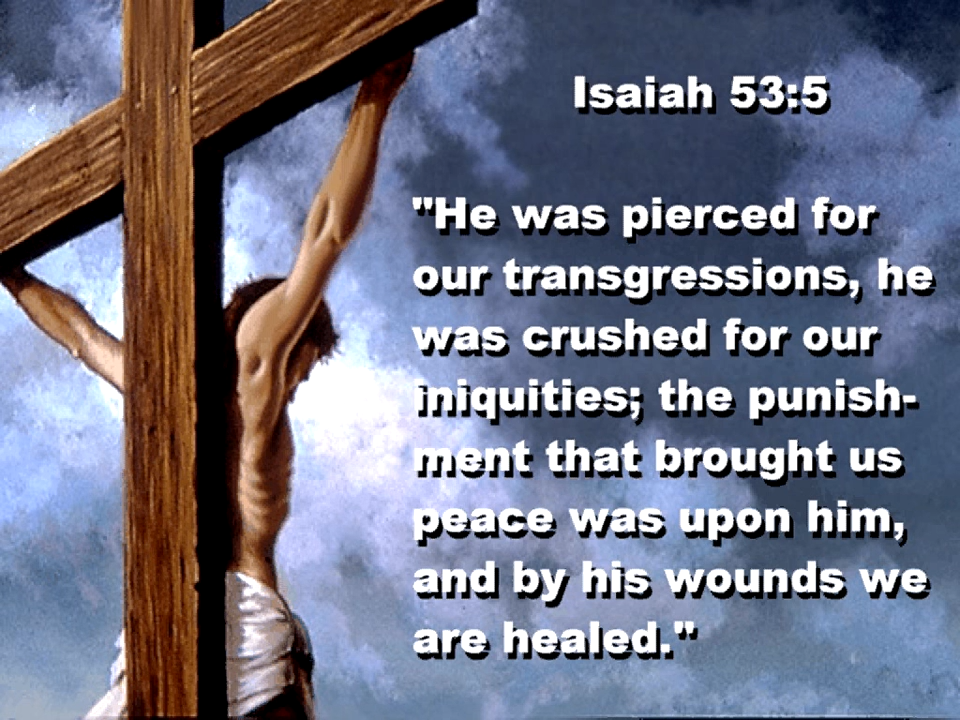 Isaiah 53:5
"He was pierced for
our transgressions, he
was crushed for our
iniquities; the punish-
ment that brought us
peace was upon him,
and by his wounds we
are healed."